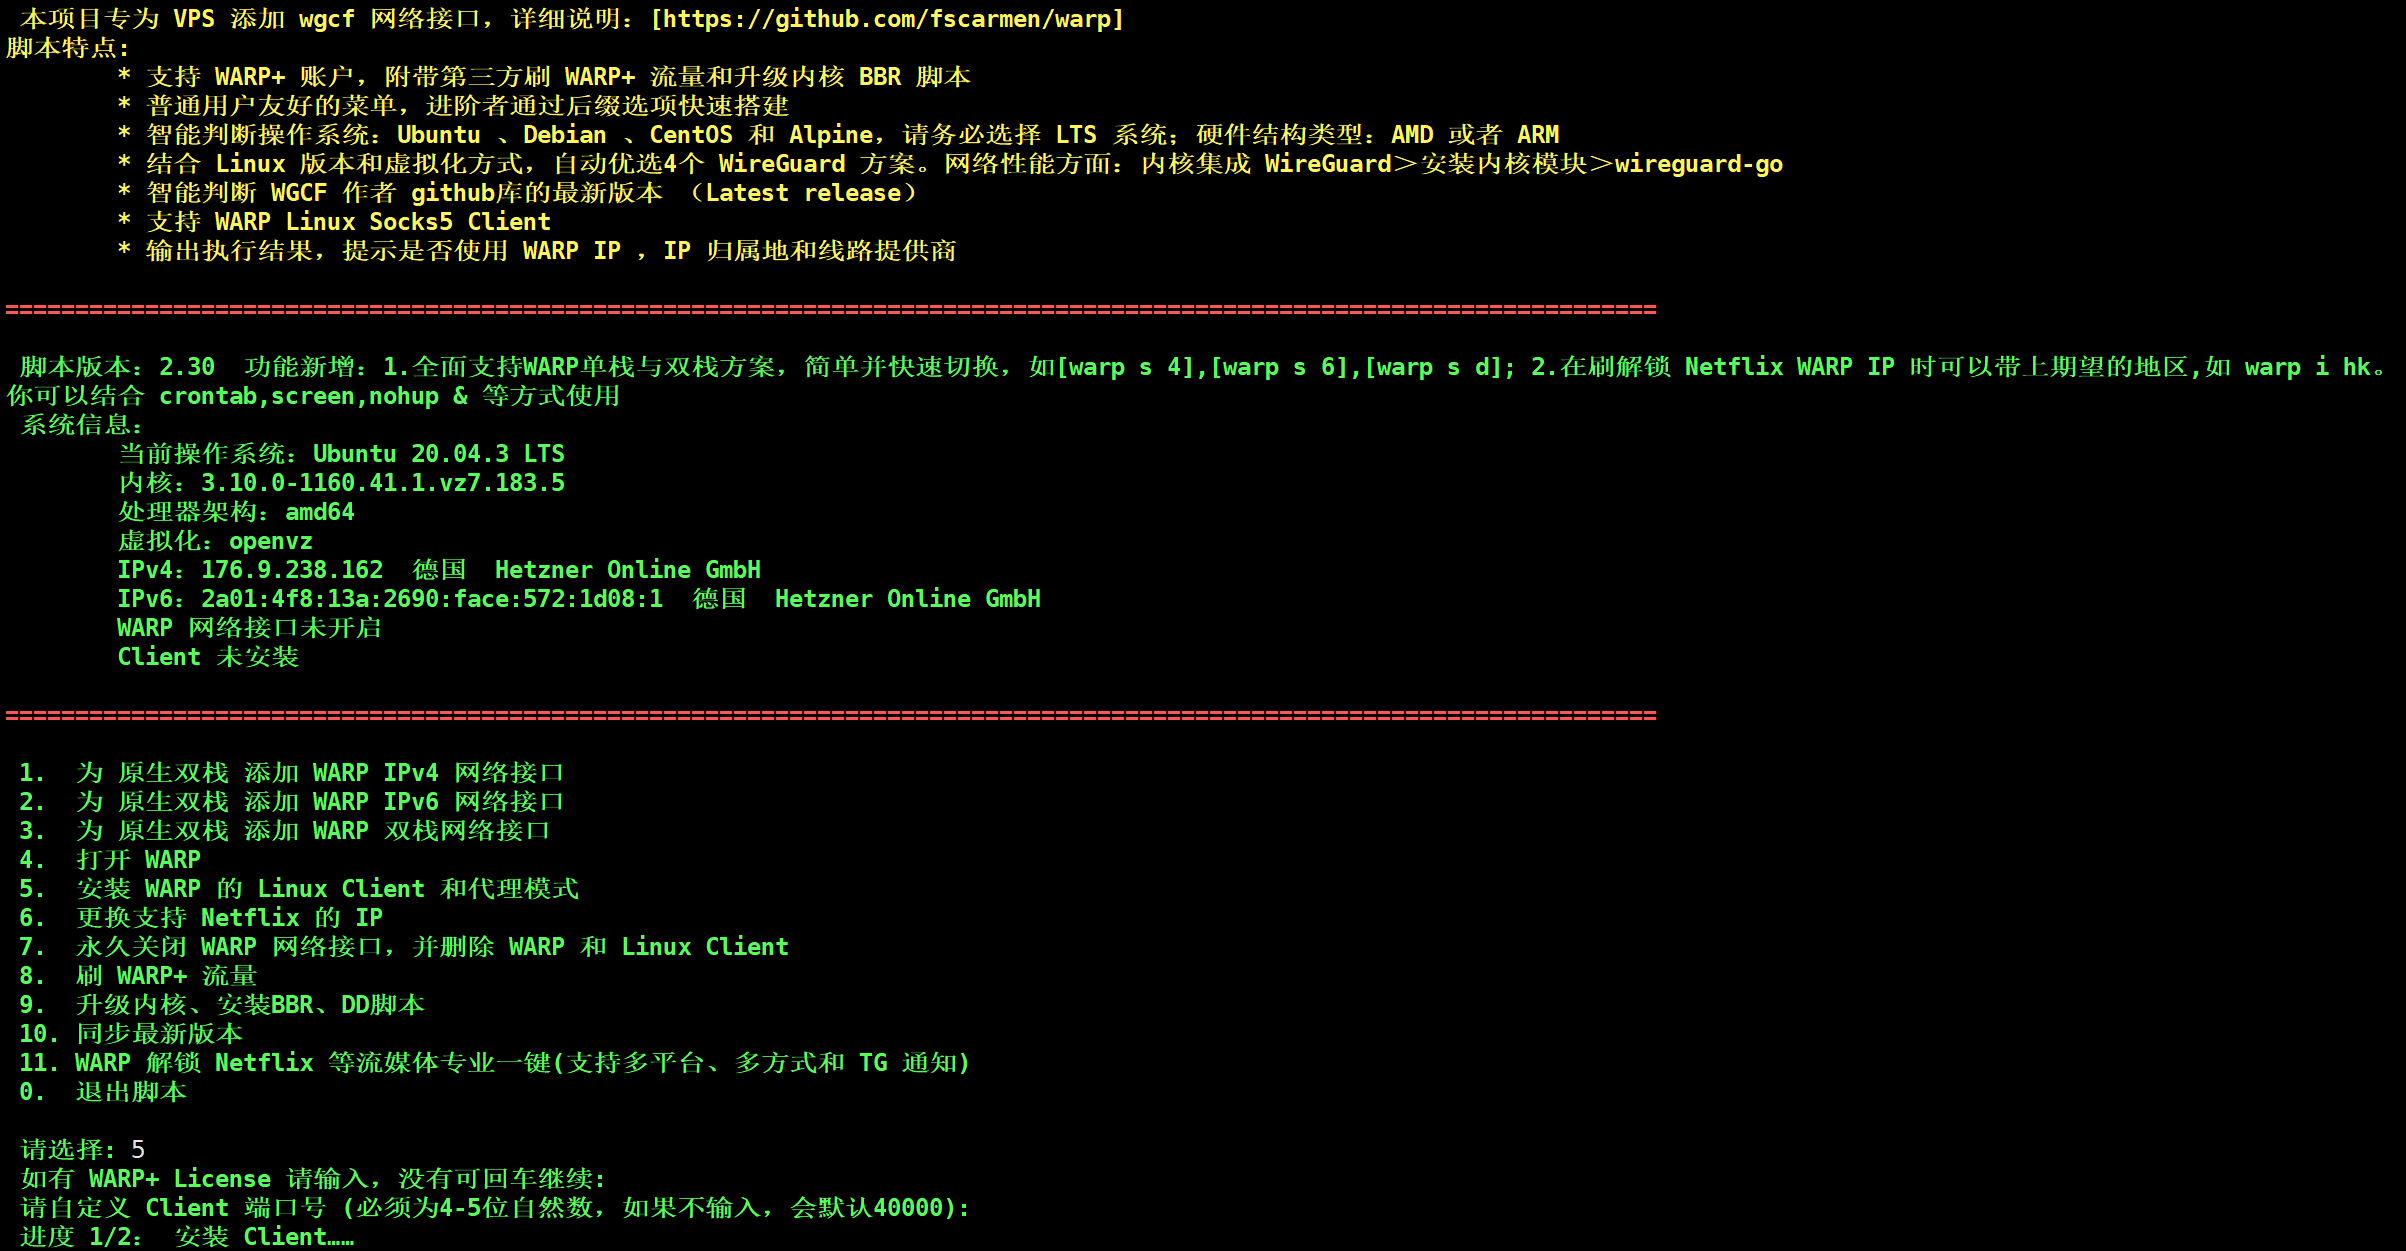 本项目专为 VPS 添加 wgcf 网络接口，详细说明：[https://github.com/fscarmen/warp]
脚本特点:
* 支持 WARP+ 账户，附带第三方刷 WARP+ 流量和升级内核 BBR 脚本
* 普通用户友好的菜单，进阶者通过后缀选项快速搭建
* 智能判断操作系统：Ubuntu 、Debian 、CentOS 和 Alpine，请务必选择 LTS 系统；硬件结构类型：AMD 或者 ARM
* 结合 Linux 版本和虚拟化方式，自动优选4个 WireGuard 方案。网络性能方面：内核集成 WireGuard＞安装内核模块＞wireguard-go
* 智能判断 WGCF 作者 github库的最新版本 （Latest release）
* 支持 WARP Linux Socks5 Client
* 输出执行结果，提示是否使用 WARP IP ，IP 归属地和线路提供商
======================================================================================================================
脚本版本：2.30  功能新增：1.全面支持WARP单栈与双栈方案，简单并快速切换，如[warp s 4],[warp s 6],[warp s d]; 2.在刷解锁 Netflix WARP IP 时可以带上期望的地区,如 warp i hk。
你可以结合 crontab,screen,nohup & 等方式使用
系统信息：
当前操作系统：Ubuntu 20.04.3 LTS
内核：3.10.0-1160.41.1.vz7.183.5
处理器架构：amd64
虚拟化：openvz
IPv4：176.9.238.162  德国  Hetzner Online GmbH
IPv6：2a01:4f8:13a:2690:face:572:1d08:1  德国  Hetzner Online GmbH
WARP 网络接口未开启
Client 未安装
======================================================================================================================
1.  为 原生双栈 添加 WARP IPv4 网络接口
2.  为 原生双栈 添加 WARP IPv6 网络接口
3.  为 原生双栈 添加 WARP 双栈网络接口
4.  打开 WARP
5.  安装 WARP 的 Linux Client 和代理模式
6.  更换支持 Netflix 的 IP
7.  永久关闭 WARP 网络接口，并删除 WARP 和 Linux Client
8.  刷 WARP+ 流量
9.  升级内核、安装BBR、DD脚本
10. 同步最新版本
11. WARP 解锁 Netflix 等流媒体专业一键(支持多平台、多方式和 TG 通知)
0.  退出脚本
请选择: 5
如有 WARP+ License 请输入，没有可回车继续:
请自定义 Client 端口号 (必须为4-5位自然数，如果不输入，会默认40000):
进度 1/2： 安装 Client……